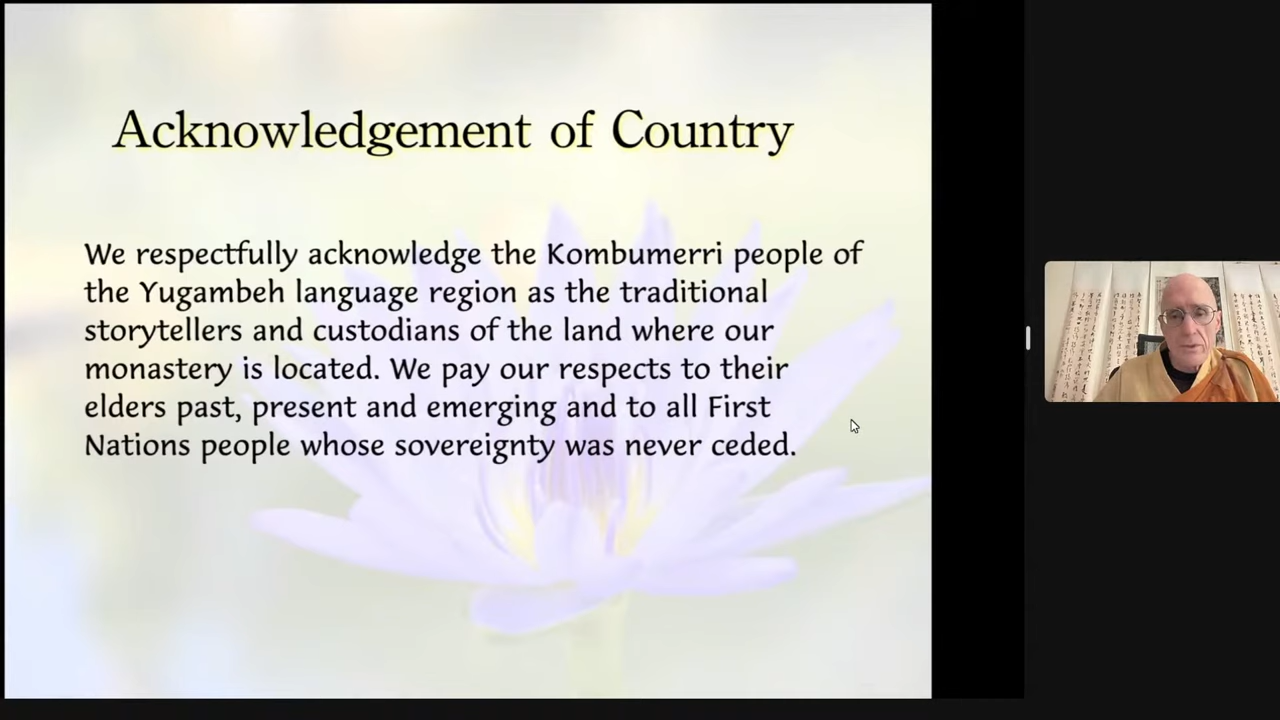 Acknowledgement of Country
We respectfully acknowledge the Kombumerri people of
the Yugambeh language region as the traditional
storytellers and custodians of the land where our
monastery is located. We pay our respects to their
elders past, present and emerging and to all First
Nations people whose sovereignty was never ceded.